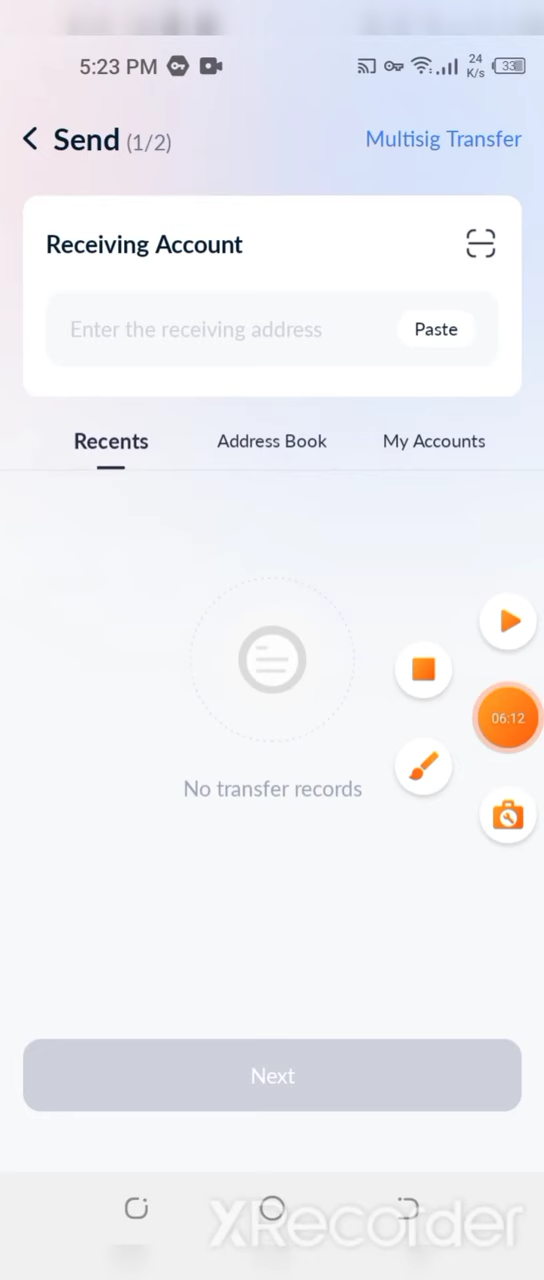 5:23 PM
24
K/s
33
Send (1/2)
Multisig Transfer
Receiving Account
Enter the receiving address
Paste
Recents
Address Book
My Accounts
06:12
No transfer records
Next
XRecorder